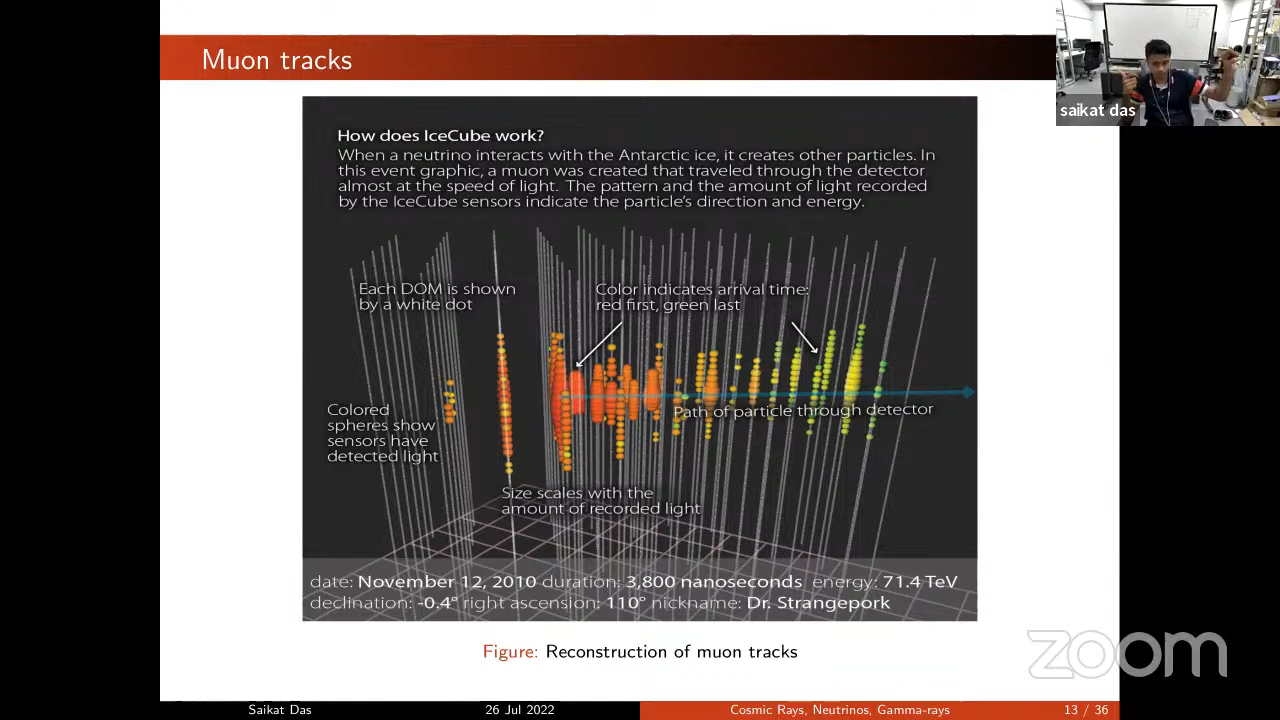 Muon tracks
saikat das
How does IceCube work?
When a neutrino interacts with the Antarctic ice, it creates other particles. In
this event graphic, a muon was created that traveled through the detector
almost at the speed of light. The pattern and the amount of light recorded
by the IceCube sensors indicate the particle's direction and energy.
Each DOM is shown
by a white dot
Color indicates arrival time:
red first, green last
Colored
spheres show
sensors have
detected light
Path of particle through detector
Size scales with the
amount of recorded light
date: November 12, 2010 duration: 3,800 nanoseconds energy: 71.4 TeV
declination: -0.4° right ascension: 110° nickname: Dr. Strangepork
Figure: Reconstruction of muon tracks
zoom
Saikat Das 26 Jul 2022 Cosmic Rays, Neutrinos, Gamma-rays 13 / 36